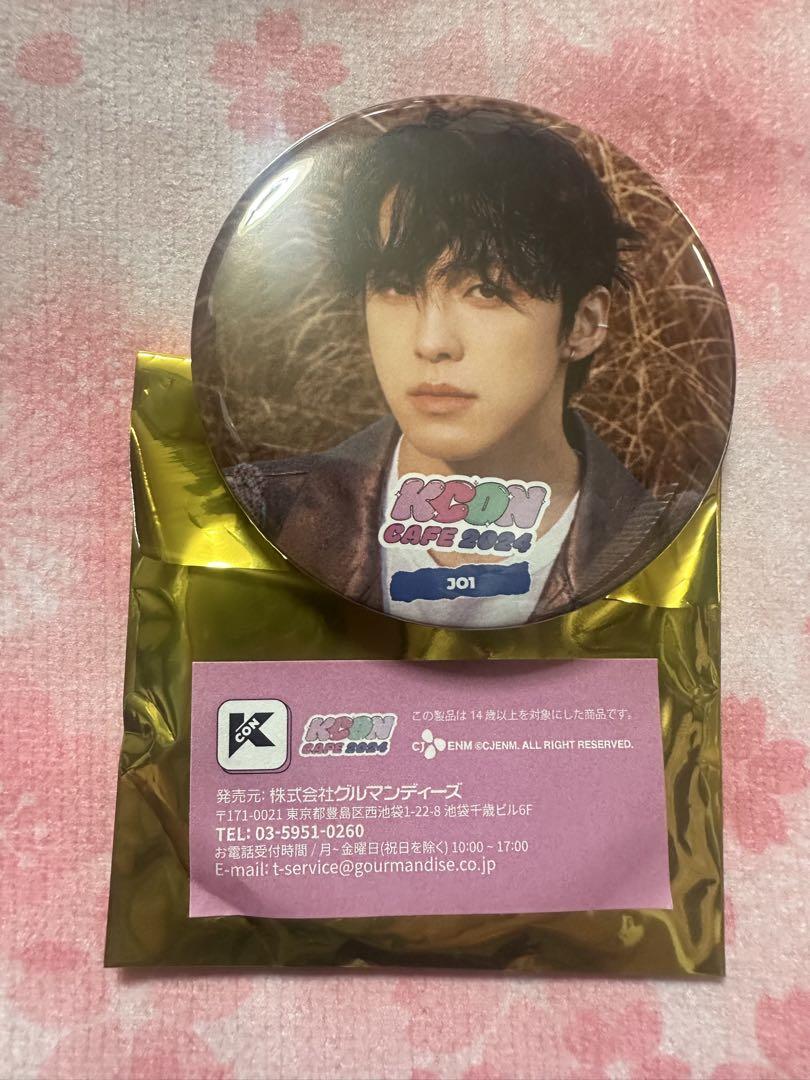 KCON
CAFE 2024
JO1
K
CON
KCON
CAFE 2024
この製品は14歳以上を対象にした商品です。
CJ ENM ©CJENM. ALL RIGHT RESERVED.
発売元: 株式会社グルマンディーズ
〒171-0021 東京都豊島区西池袋1-22-8 池袋千歳ビル6F
TEL: 03-5951-0260
お電話受付時間 / 月~金曜日(祝日を除く) 10:00 ~ 17:00
E-mail: t-service@gourmandise.co.jp